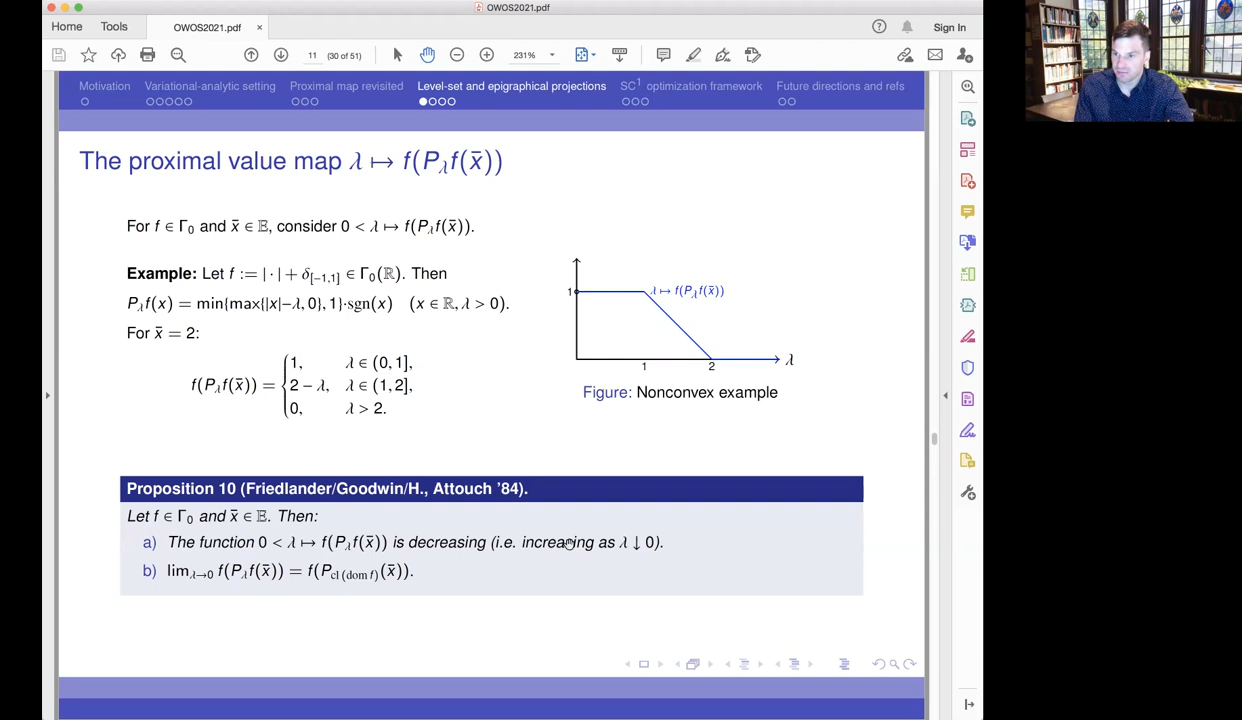 OWOS2021.pdf
Home Tools OWOS2021.pdf × Sign In
11 (30 of 51) 231%
Motivation Variational-analytic setting Proximal map revisited Level-set and epigraphical projections SC¹ optimization framework Future directions and refs
The proximal value map λ ↦ f(P_λf(x̄))
For f ∈ Γ₀ and x̄ ∈ 𝔼, consider 0 < λ ↦ f(P_λf(x̄)).
Example: Let f := |·| + δ_[−1,1] ∈ Γ₀(ℝ). Then
P_λf(x) = min{max{|x|−λ, 0}, 1}·sgn(x) (x ∈ ℝ, λ > 0).
For x̄ = 2:
f(P_λf(x̄)) = { 1, λ ∈ (0, 1],
2 − λ, λ ∈ (1, 2],
0, λ > 2.
1
λ ↦ f(P_λf(x̄))
1 2 λ
Figure: Nonconvex example
Proposition 10 (Friedlander/Goodwin/H., Attouch '84).
Let f ∈ Γ₀ and x̄ ∈ 𝔼. Then:
a) The function 0 < λ ↦ f(P_λf(x̄)) is decreasing (i.e. increasing as λ ↓ 0).
b) lim_λ→0 f(P_λf(x̄)) = f(P_cl (dom f)(x̄)).